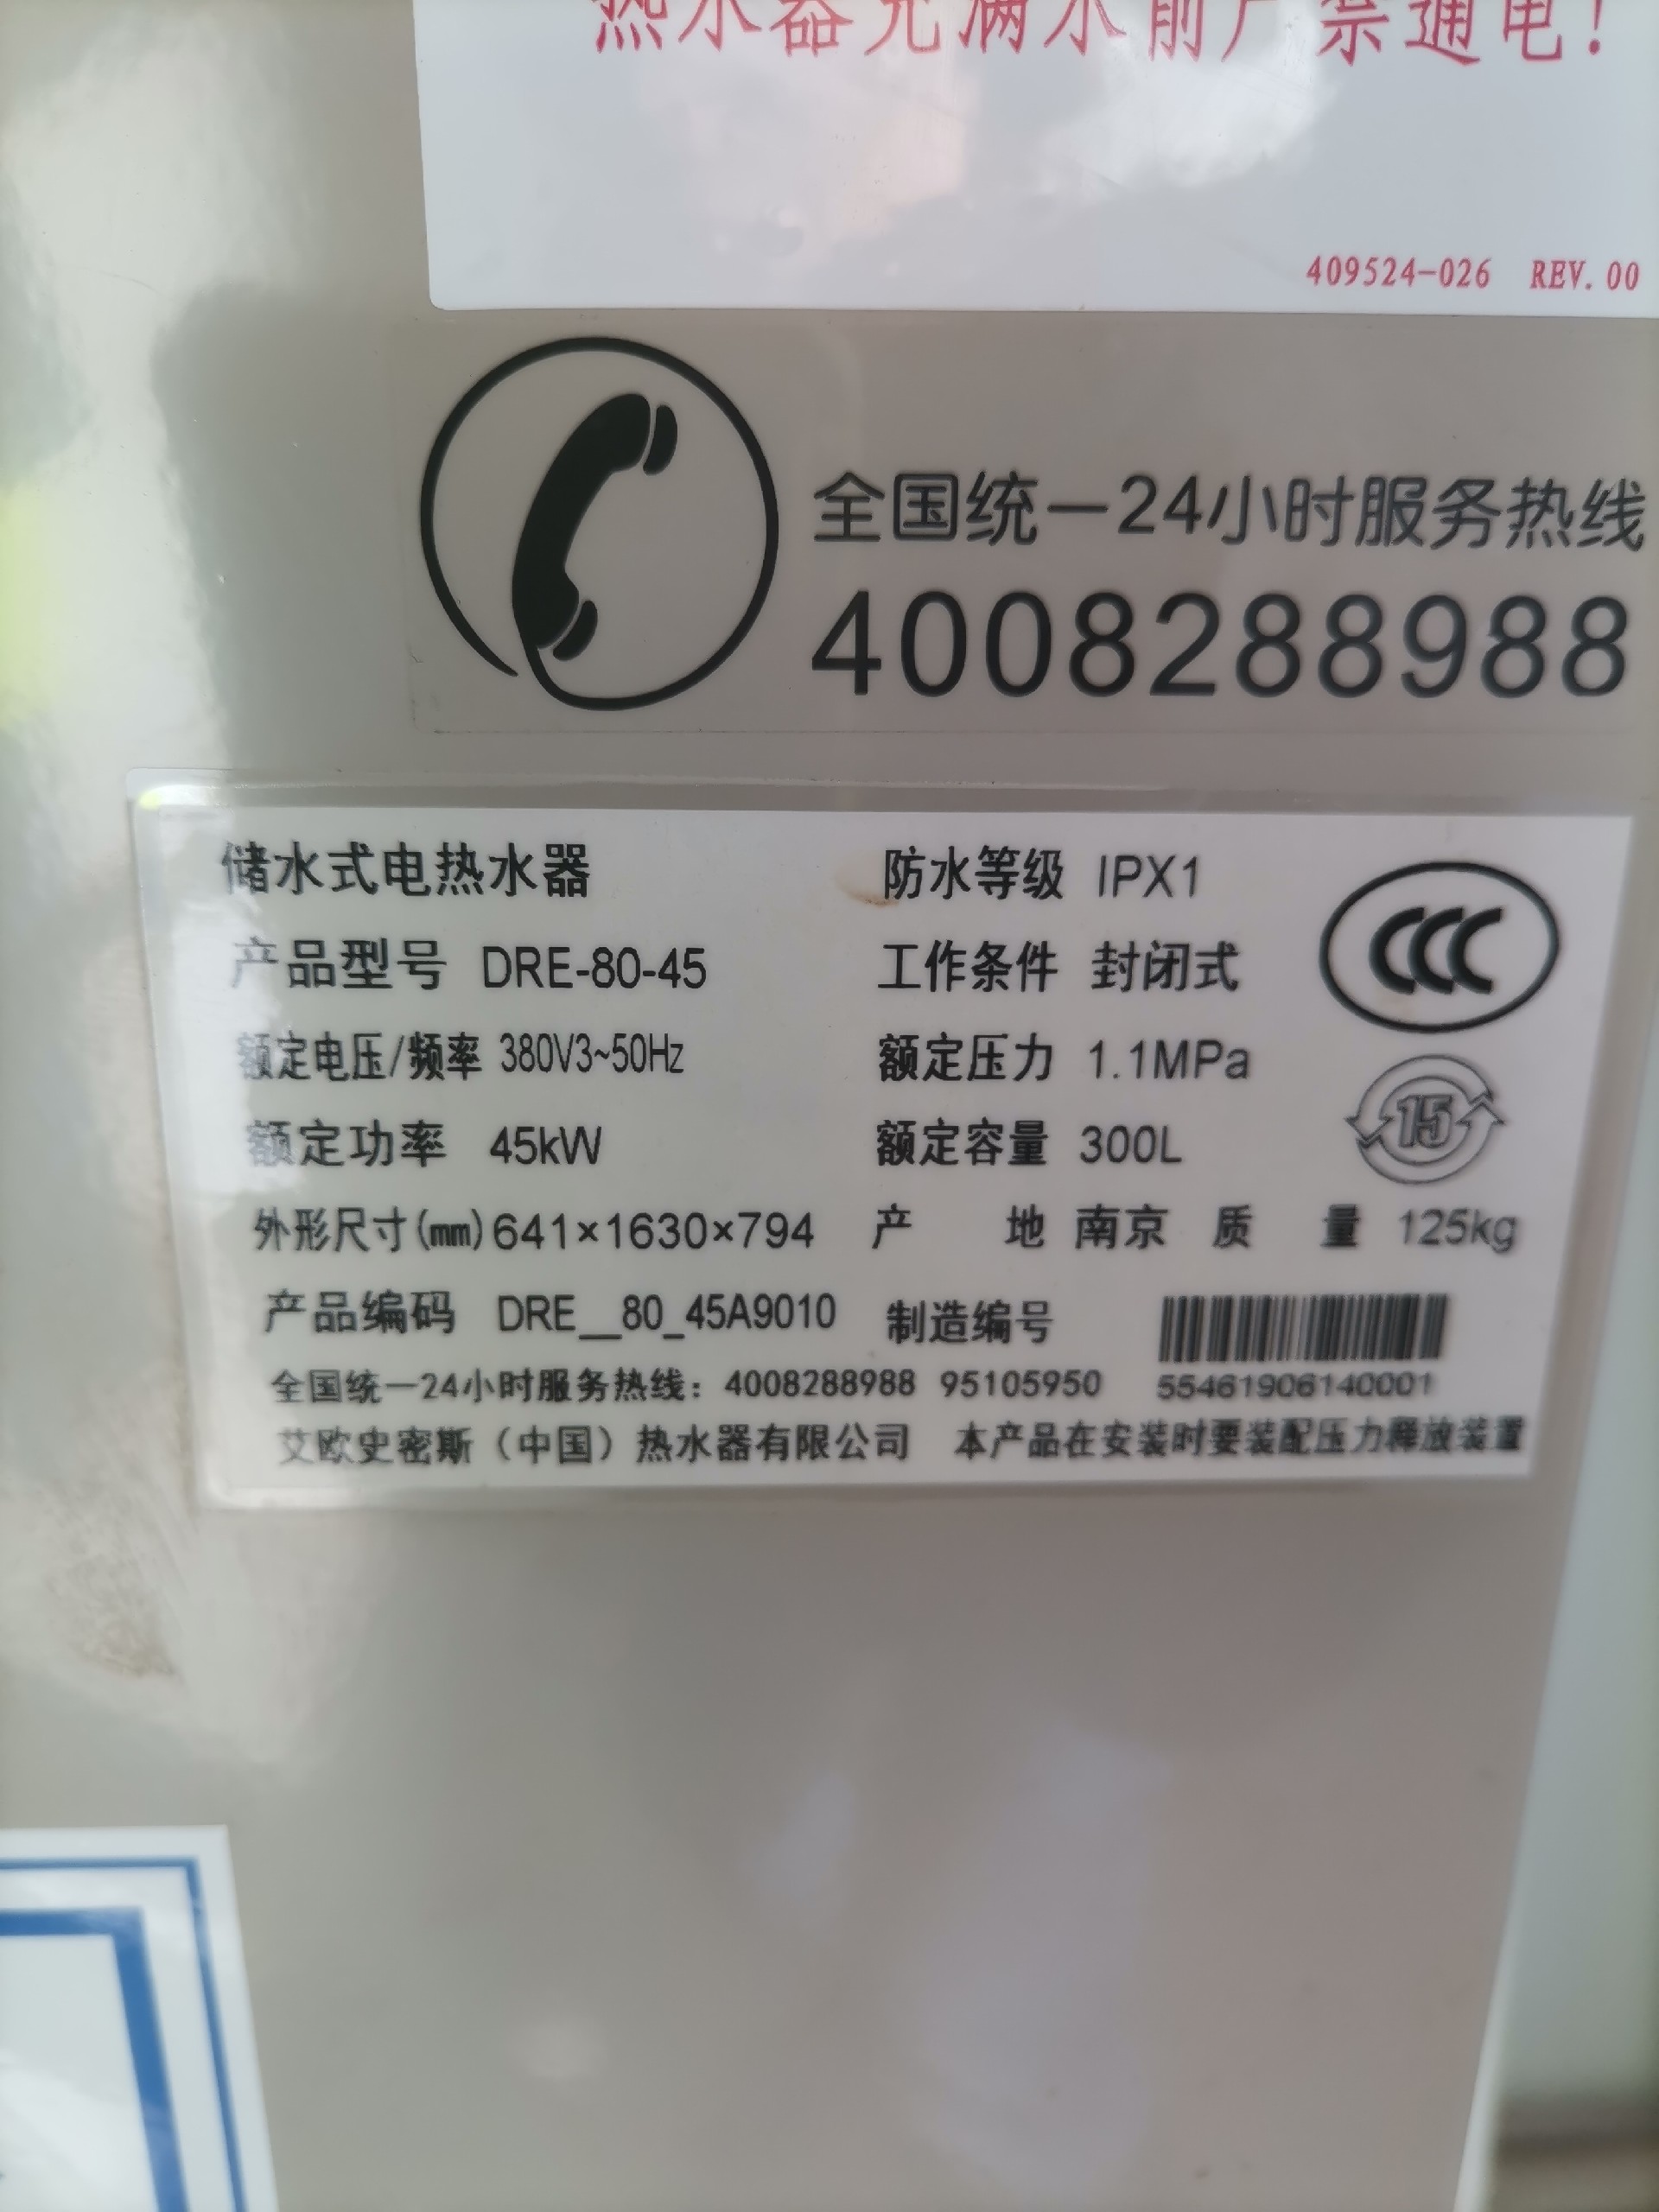 热水器充满水前严禁通电!
409524-026 REV.00
全国统一24小时服务热线
4008288988
储水式电热水器 防水等级 IPX1
产品型号 DRE-80-45 工作条件 封闭式
CCC
额定电压/频率 380V3~50Hz 额定压力 1.1MPa
15
额定功率 45kW 额定容量 300L
外形尺寸(mm)641×1630×794 产 地 南京 质 量 125kg
产品编码 DRE__80_45A9010 制造编号
全国统一24小时服务热线：4008288988 95105950 55461906140001
艾欧史密斯（中国）热水器有限公司 本产品在安装时要装配压力释放装置